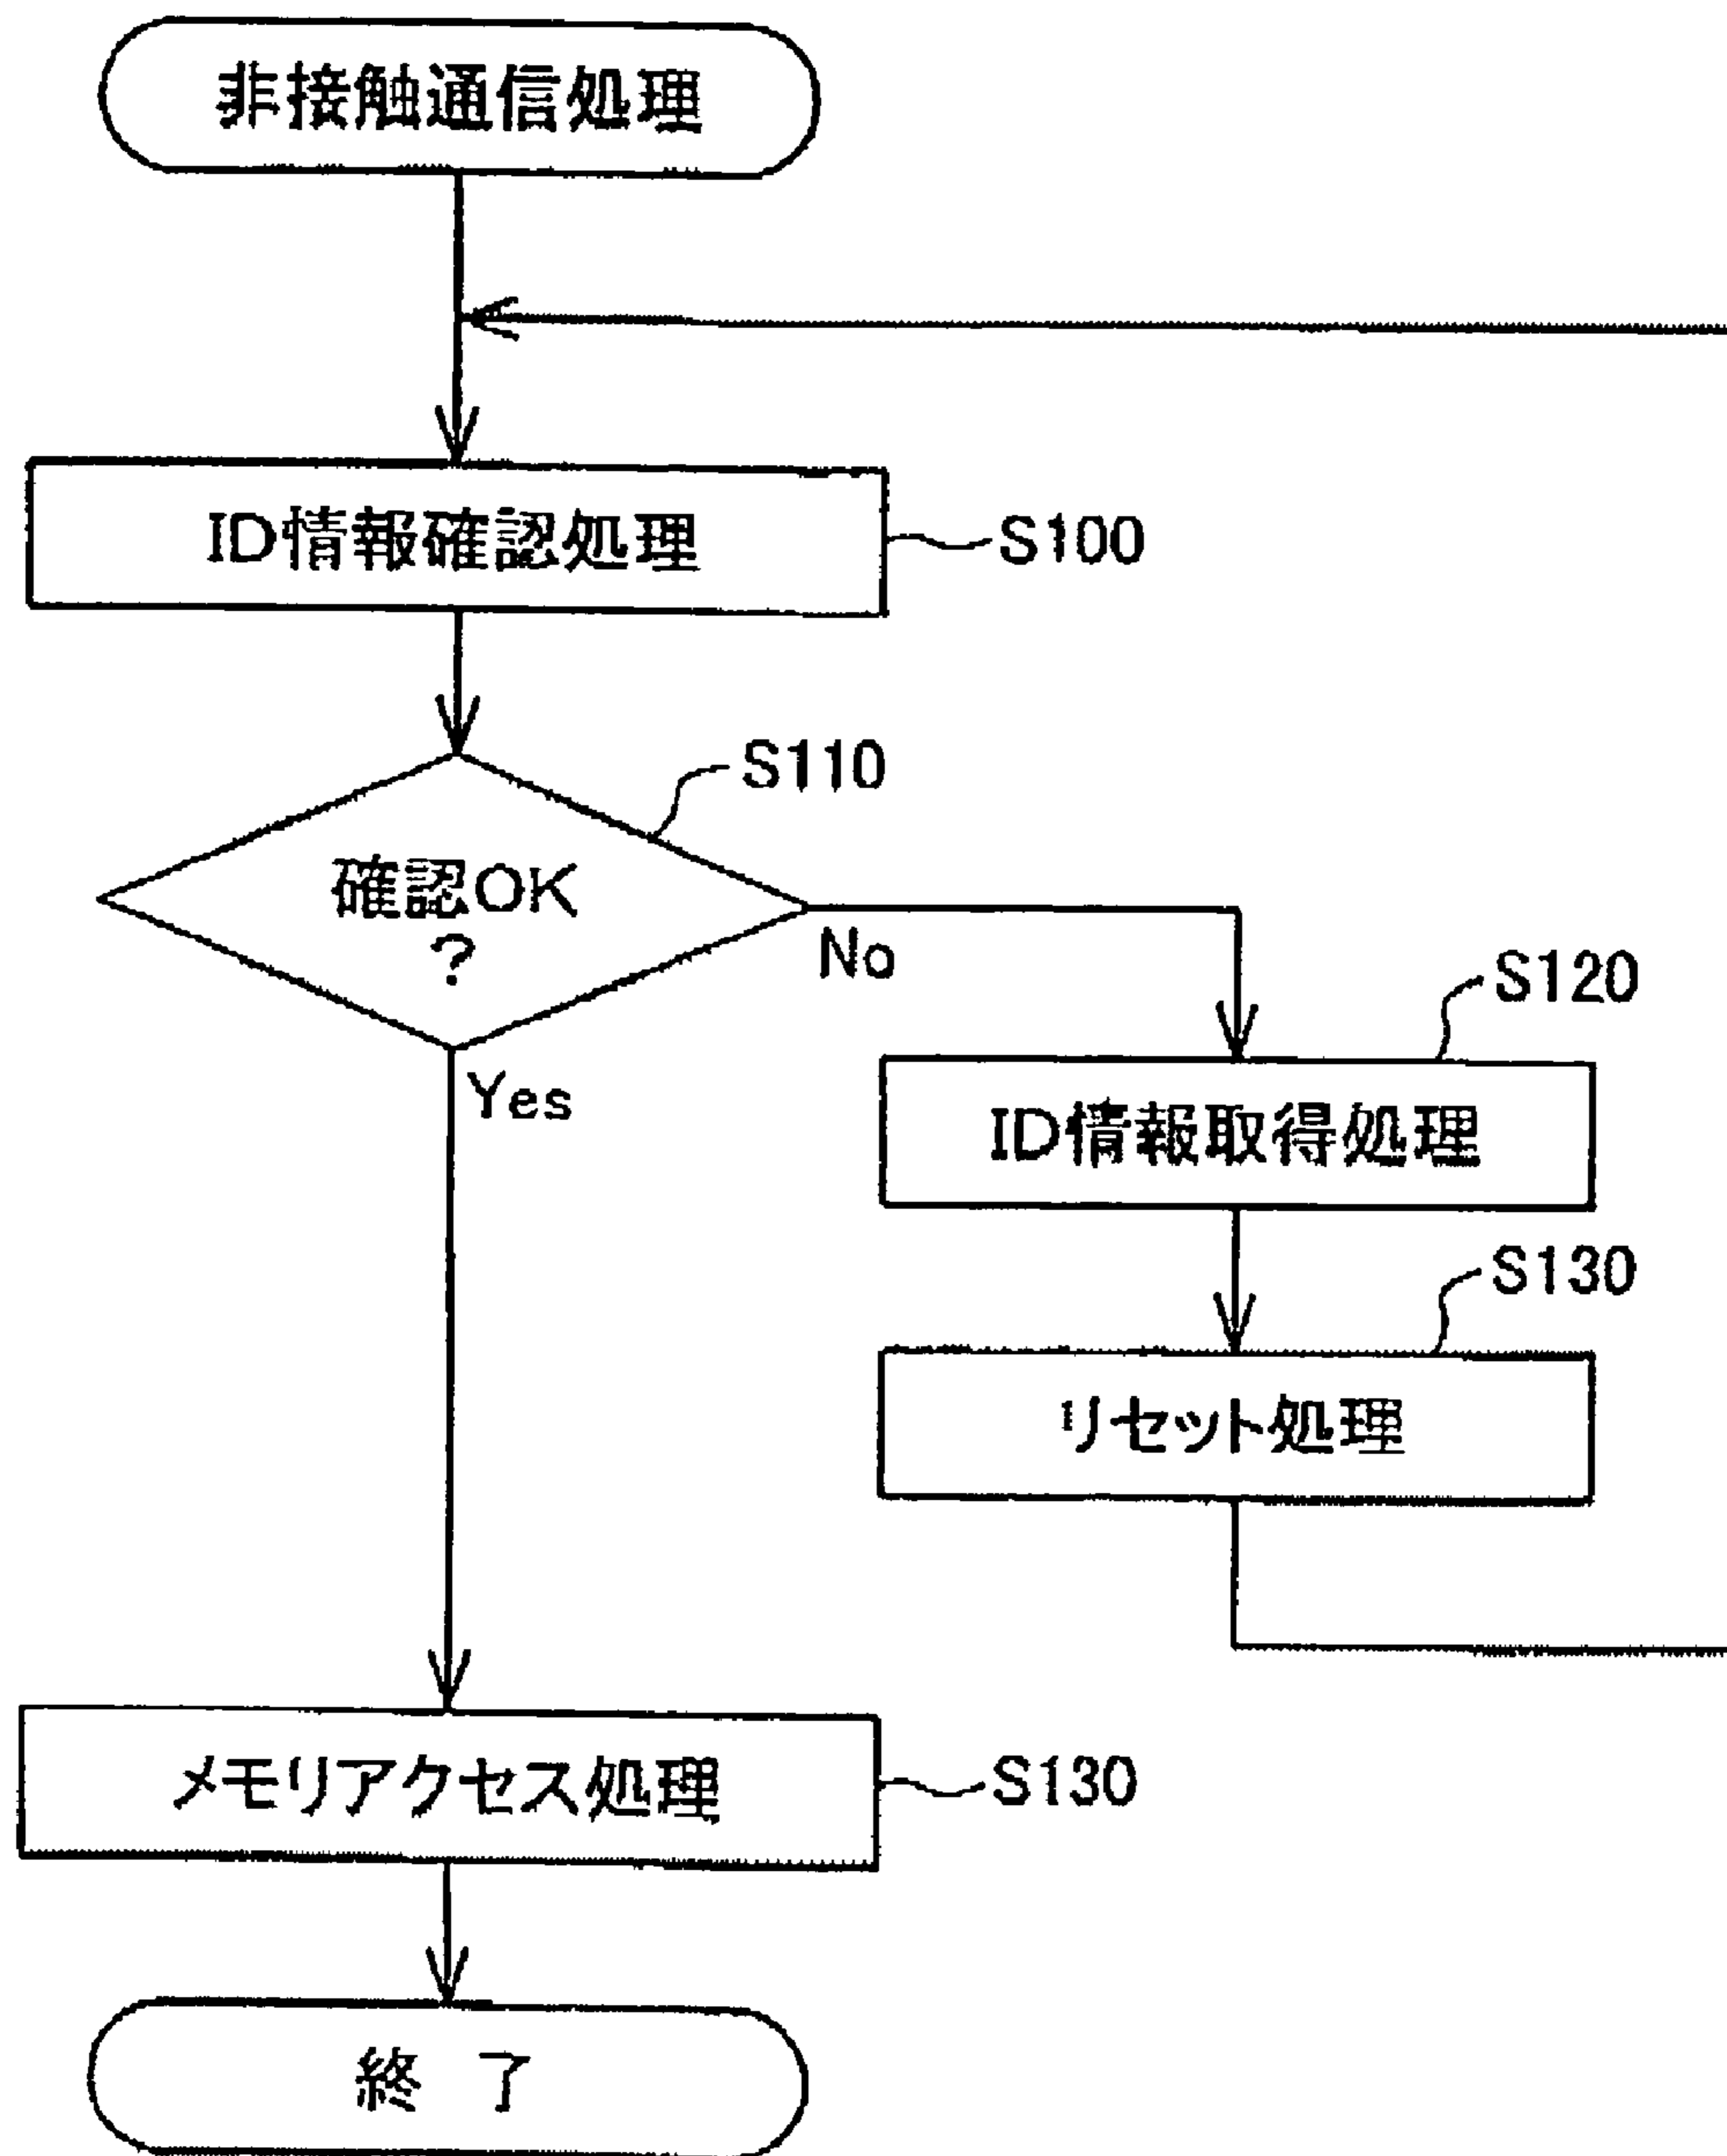 非接触通信処理
ID情報確認処理
S100
S110
確認OK
?
No
Yes
S120
ID情報取得処理
S130
リセット処理
メモリアクセス処理
S130
終 了